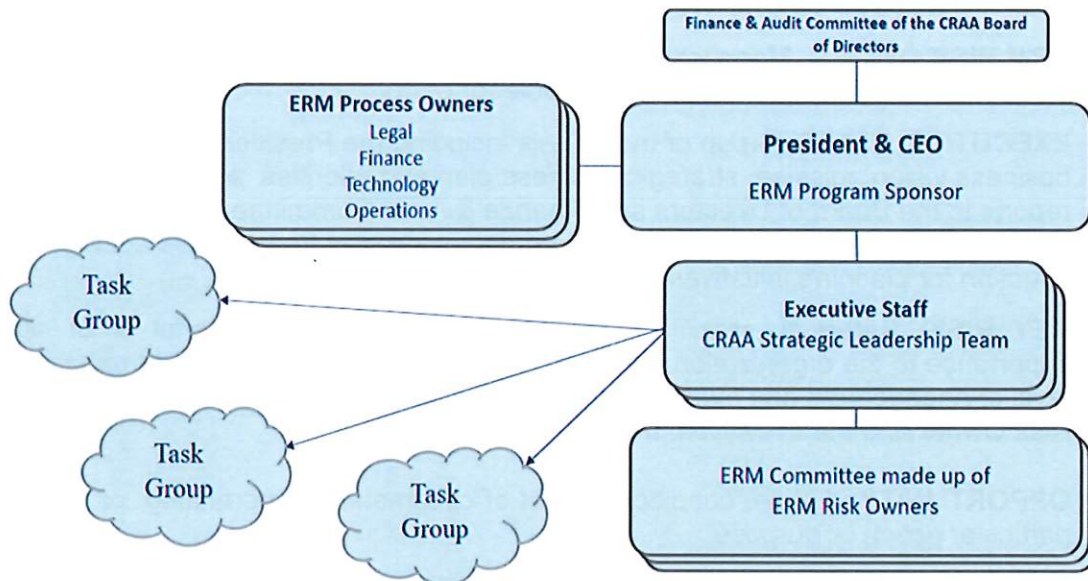 Finance & Audit Committee of the CRAA Board
of Directors
ERM Process Owners
Legal
Finance
Technology
Operations
President & CEO
ERM Program Sponsor
Task
Group
Executive Staff
CRAA Strategic Leadership Team
Task
Group
Task
Group
ERM Committee made up of
ERM Risk Owners